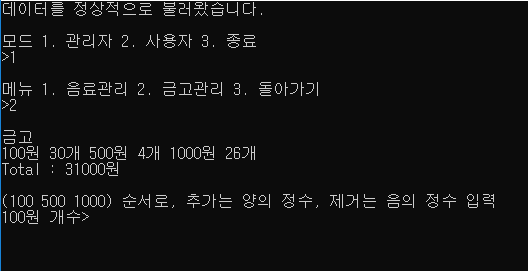 데이터를 정상적으로 불러왔습니다.
모드 1. 관리자 2. 사용자 3. 종료
>1
메뉴 1. 음료관리 2. 금고관리 3. 돌아가기
>2
금고
100원 30개 500원 4개 1000원 26개
Total : 31000원
(100 500 1000) 순서로, 추가는 양의 정수, 제거는 음의 정수 입력
100원 개수>